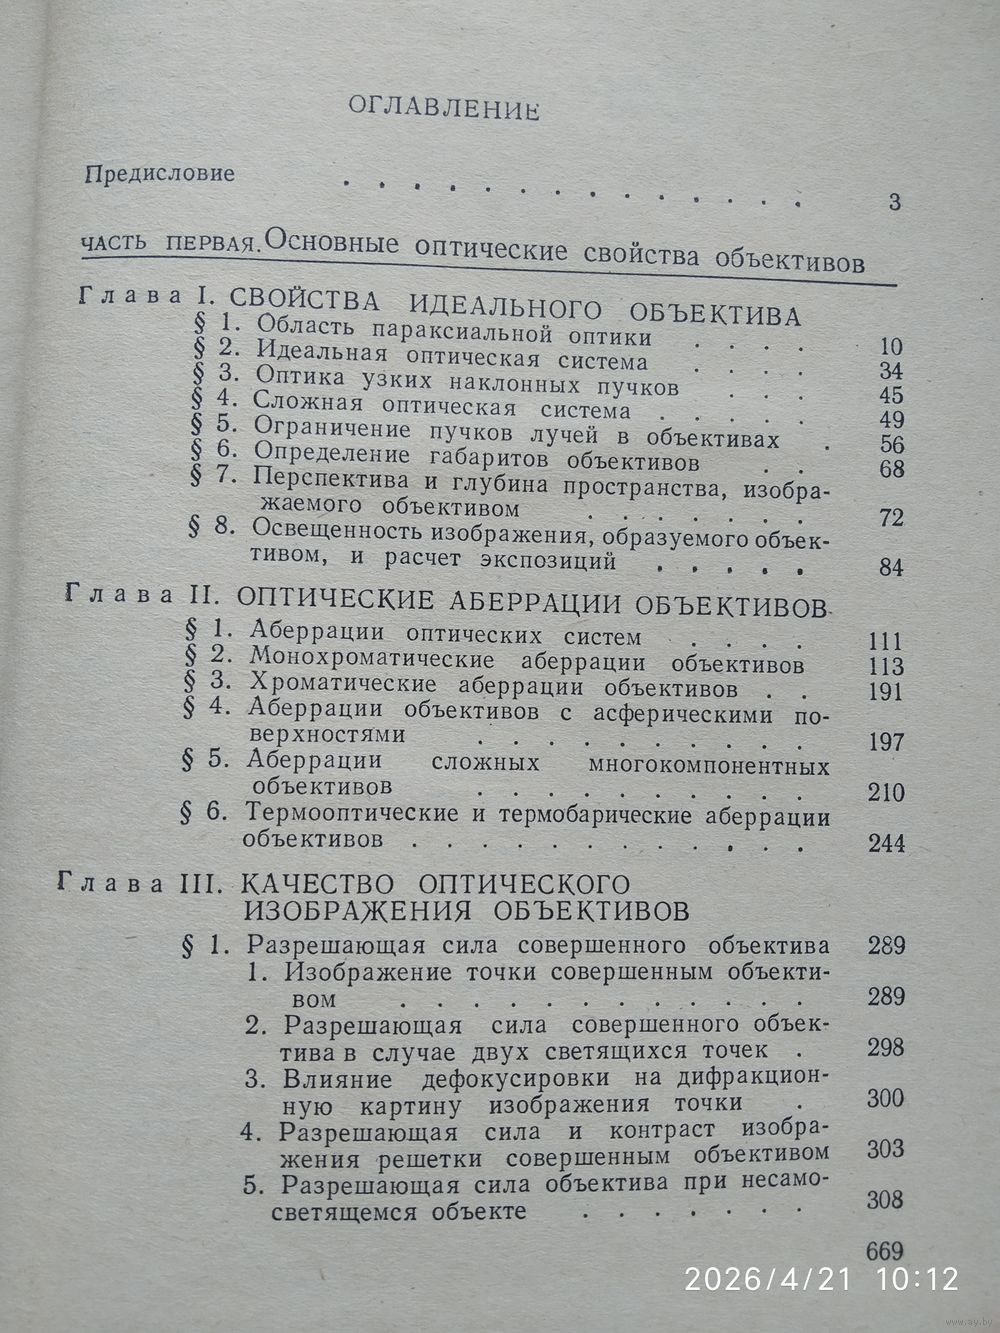 ОГЛАВЛЕНИЕ
Предисловие . . . . . . . . . . . . . 3
ЧАСТЬ ПЕРВАЯ. Основные оптические свойства объективов
Глава I. СВОЙСТВА ИДЕАЛЬНОГО ОБЪЕКТИВА
§ 1. Область параксиальной оптики . . . . 10
§ 2. Идеальная оптическая система . . . . 34
§ 3. Оптика узких наклонных пучков . . . 45
§ 4. Сложная оптическая система . . . . . 49
§ 5. Ограничение пучков лучей в объективах . 56
§ 6. Определение габаритов объективов . . 68
§ 7. Перспектива и глубина пространства, изобра-
жаемого объективом . . . . . . . 72
§ 8. Освещенность изображения, образуемого объек-
тивом, и расчет экспозиций . . . . . 84
Глава II. ОПТИЧЕСКИЕ АБЕРРАЦИИ ОБЪЕКТИВОВ
§ 1. Аберрации оптических систем . . . . 111
§ 2. Монохроматические аберрации объективов 113
§ 3. Хроматические аберрации объективов . . 191
§ 4. Аберрации объективов с асферическими по-
верхностями . . . . . . . . . . 197
§ 5. Аберрации сложных многокомпонентных
объективов . . . . . . . . . . 210
§ 6. Термооптические и термобарические аберрации
объективов . . . . . . . . . . . . 244
Глава III. КАЧЕСТВО ОПТИЧЕСКОГО
ИЗОБРАЖЕНИЯ ОБЪЕКТИВОВ
§ 1. Разрешающая сила совершенного объектива 289
1. Изображение точки совершенным объекти-
вом . . . . . . . . . . . . 289
2. Разрешающая сила совершенного объек-
тива в случае двух светящихся точек . 298
3. Влияние дефокусировки на дифракцион-
ную картину изображения точки . 300
4. Разрешающая сила и контраст изобра-
жения решетки совершенным объективом 303
5. Разрешающая сила объектива при несамо-
светящемся объекте . . . . . . . 308
669
2026/4/21 10:12
www.ay.by